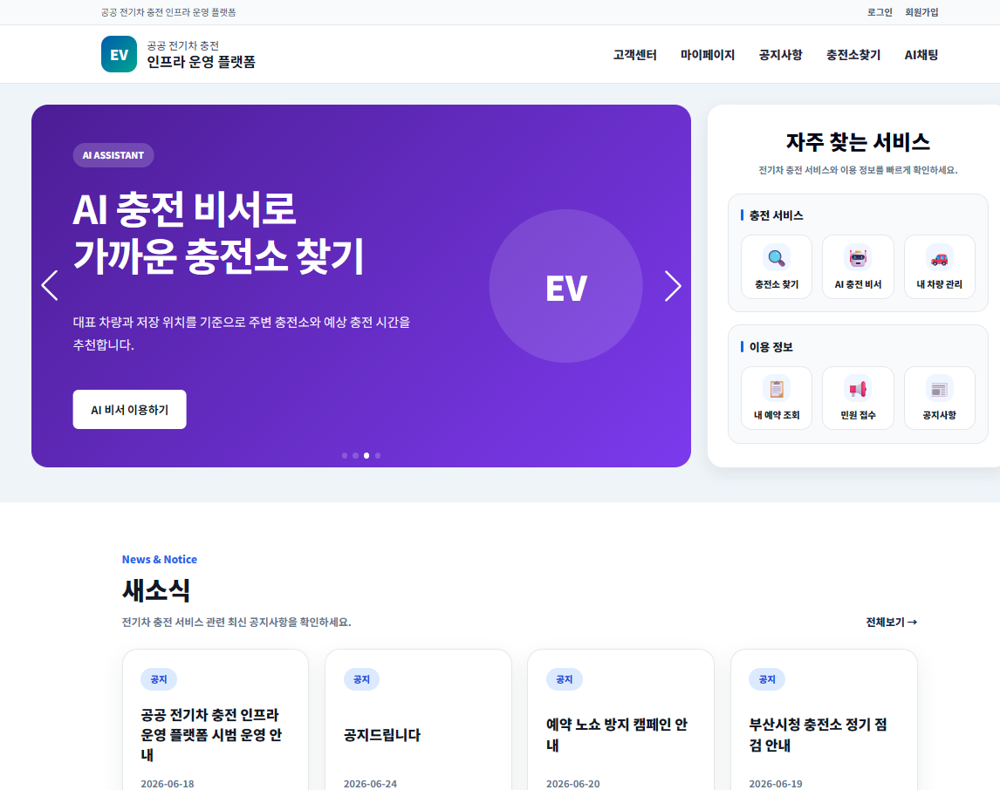 공공 전기차 충전 인프라 운영 플랫폼
로그인 회원가입
EV
공공 전기차 충전
인프라 운영 플랫폼
고객센터 마이페이지 공지사항 충전소찾기 AI채팅
AI ASSISTANT
AI 충전 비서로
가까운 충전소 찾기
대표 차량과 저장 위치를 기준으로 주변 충전소와 예상 충전 시간을
추천합니다.
AI 비서 이용하기
EV
자주 찾는 서비스
전기차 충전 서비스와 이용 정보를 빠르게 확인하세요.
충전 서비스
충전소 찾기 AI 충전 비서 내 차량 관리
이용 정보
내 예약 조회 민원 접수 공지사항
News & Notice
새소식
전기차 충전 서비스 관련 최신 공지사항을 확인하세요.
전체보기 →
공지
공공 전기차 충전 인프라
운영 플랫폼 시범 운영 안
내
2026-06-18
공지
공지드립니다
2026-06-24
공지
예약 노쇼 방지 캠페인 안
내
2026-06-20
공지
부산시청 충전소 정기 점
검 안내
2026-06-19